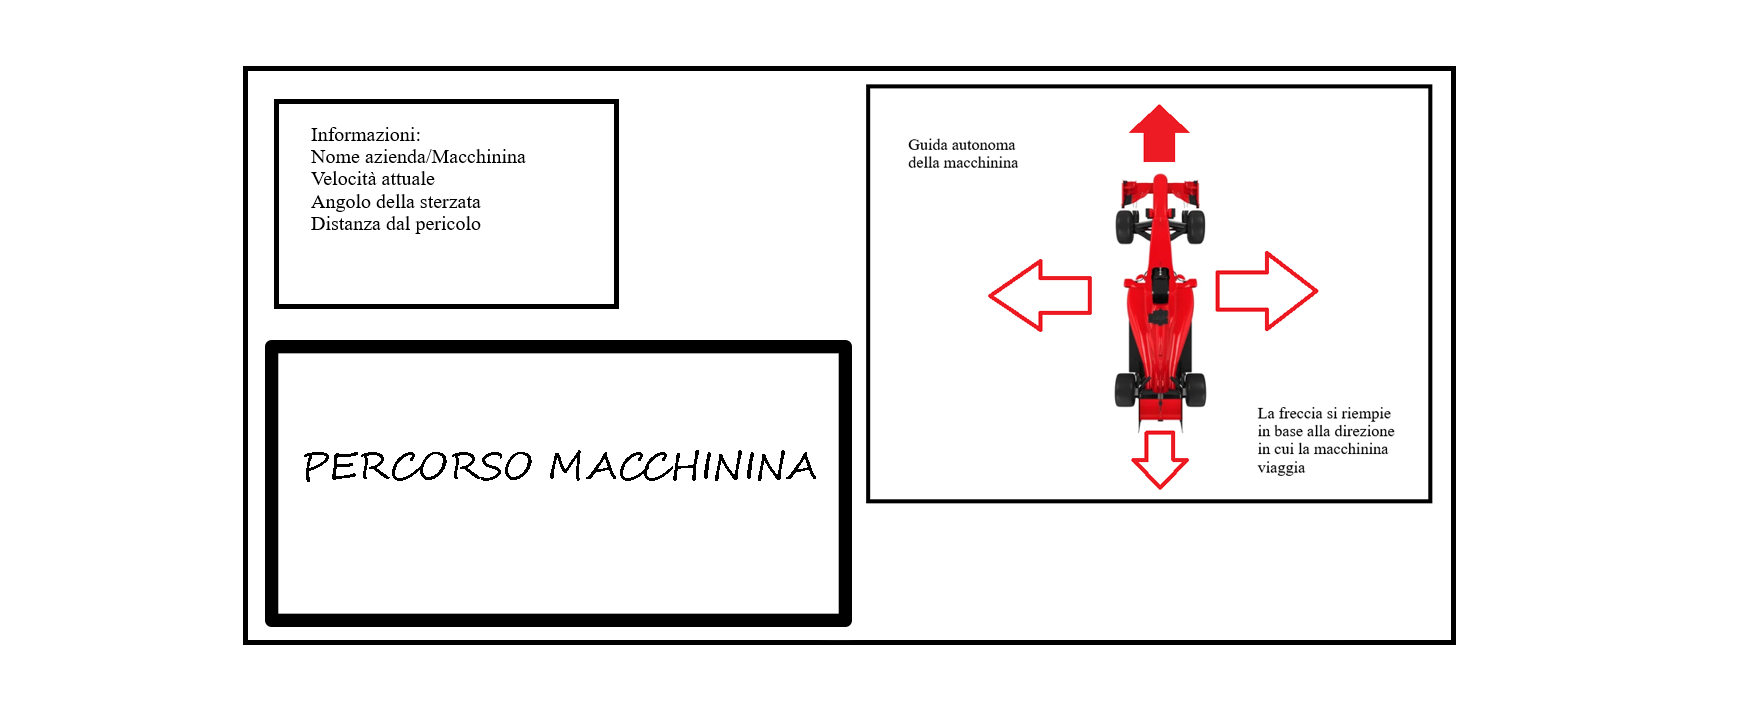 Informazioni:
Nome azienda/Macchinina
Velocità attuale
Angolo della sterzata
Distanza dal pericolo
PERCORSO MACCHININA
Guida autonoma
della macchinina
La freccia si riempie
in base alla direzione
in cui la macchinina
viaggia